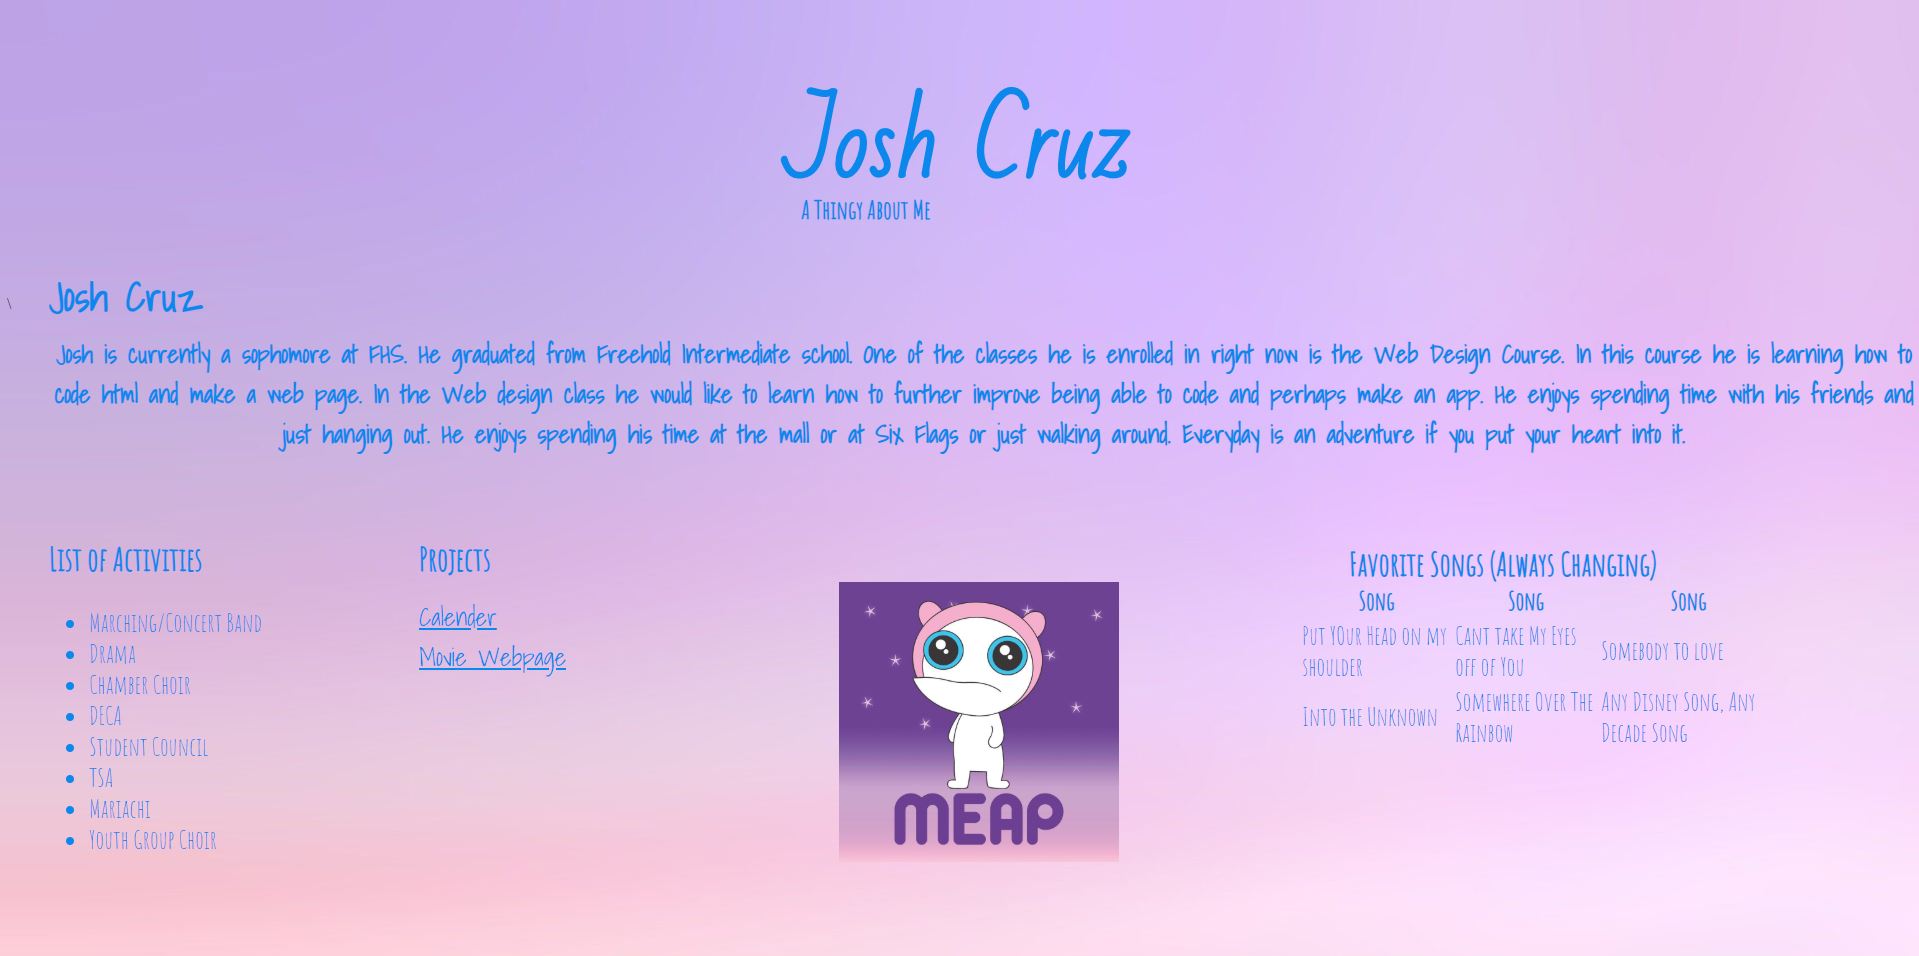 Josh Cruz
A Thingy About Me
\
Josh Cruz
Josh is currently a sophomore at FHS. He graduated from Freehold Intermediate school. One of the classes he is enrolled in right now is the Web Design Course. In this course he is learning how to
code html and make a web page. In the Web design class he would like to learn how to further improve being able to code and perhaps make an app. He enjoys spending time with his friends and
just hanging out. He enjoys spending his time at the mall or at Six Flags or just walking around. Everyday is an adventure if you put your heart into it.
List of Activities
Marching/Concert Band
Drama
Chamber Choir
DECA
Student Council
TSA
Mariachi
Youth Group Choir
Projects
Calender
Movie Webpage
MEAP
Favorite Songs (Always Changing)
Song Song Song
Put YOur Head on my
shoulder
Cant take My Eyes
off of You
Somebody to love
Into the Unknown
Somewhere Over The
Rainbow
Any DIsney Song, Any
Decade Song